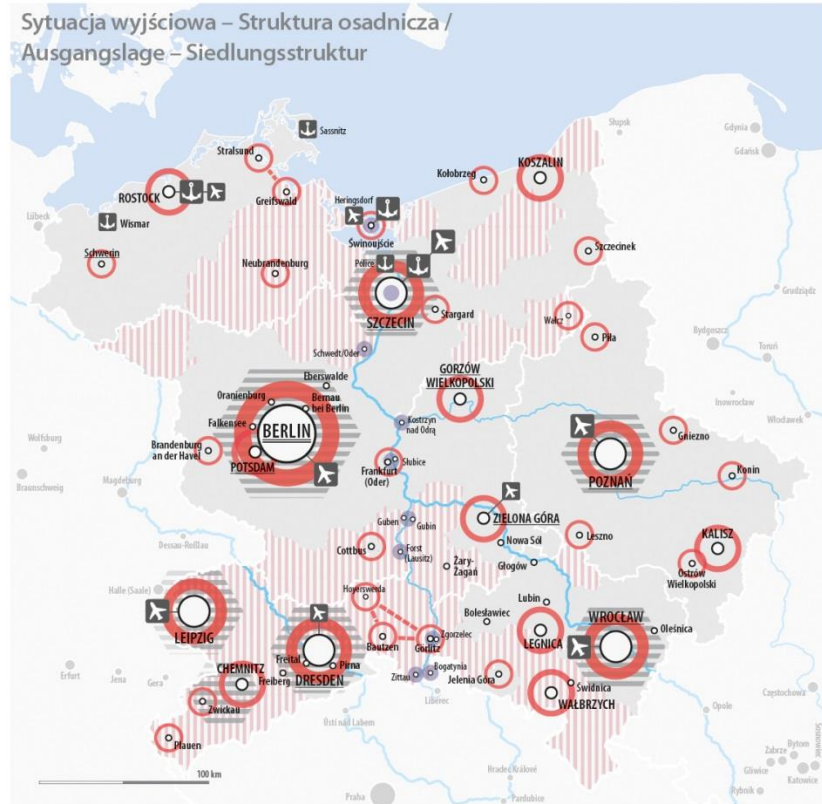 Sytuacja wyjściowa – Struktura osadnicza /
Ausgangslage – Siedlungsstruktur
Sassnitz
Słupsk
Gdynia
Gdańsk
Stralsund
Kołobrzeg
KOSZALIN
ROSTOCK
Greifswald
Heringsdorf
Lübeck
Wismar
Świnoujście
Schwerin
Neubrandenburg
Police
Szczecinek
Grudziądz
SZCZECIN
Stargard
Wałcz
Piła
Bydgoszcz
Toruń
Schwedt/Oder
GORZÓW
WIELKOPOLSKI
Eberswalde
Oranienburg
Bernau
bei Berlin
Inowrocław
Włocławek
Falkensee
BERLIN
Kostrzyn
nad Odrą
Gniezno
Wolfsburg
Brandenburg
an der Havel
POTSDAM
Frankfurt
(Oder)
Słubice
POZNAŃ
Konin
Braunschweig
Magdeburg
Guben
Gubin
ZIELONA GÓRA
Dessau-Roßlau
Cottbus
Forst
(Lausitz)
Nowa Sól
Leszno
KALISZ
Żary-
Żagań
Głogów
Ostrów
Wielkopolski
Halle (Saale)
Hoyerswerda
Lubin
LEIPZIG
Bolesławiec
WROCŁAW
Oleśnica
Bautzen
Görlitz
Zgorzelec
LEGNICA
Erfurt
Jena
Gera
CHEMNITZ
Freital
Pirna
Freiberg
DRESDEN
Zittau
Bogatynia
Jelenia Góra
Świdnica
WAŁBRZYCH
Częstochowa
Zwickau
Liberec
Opole
Ústí nad Labem
Plauen
Sosnowiec
Bytom
Zabrze
Gliwice
Katowice
100 km
Hradec Králové
Rybnik
Praha
Pardubice